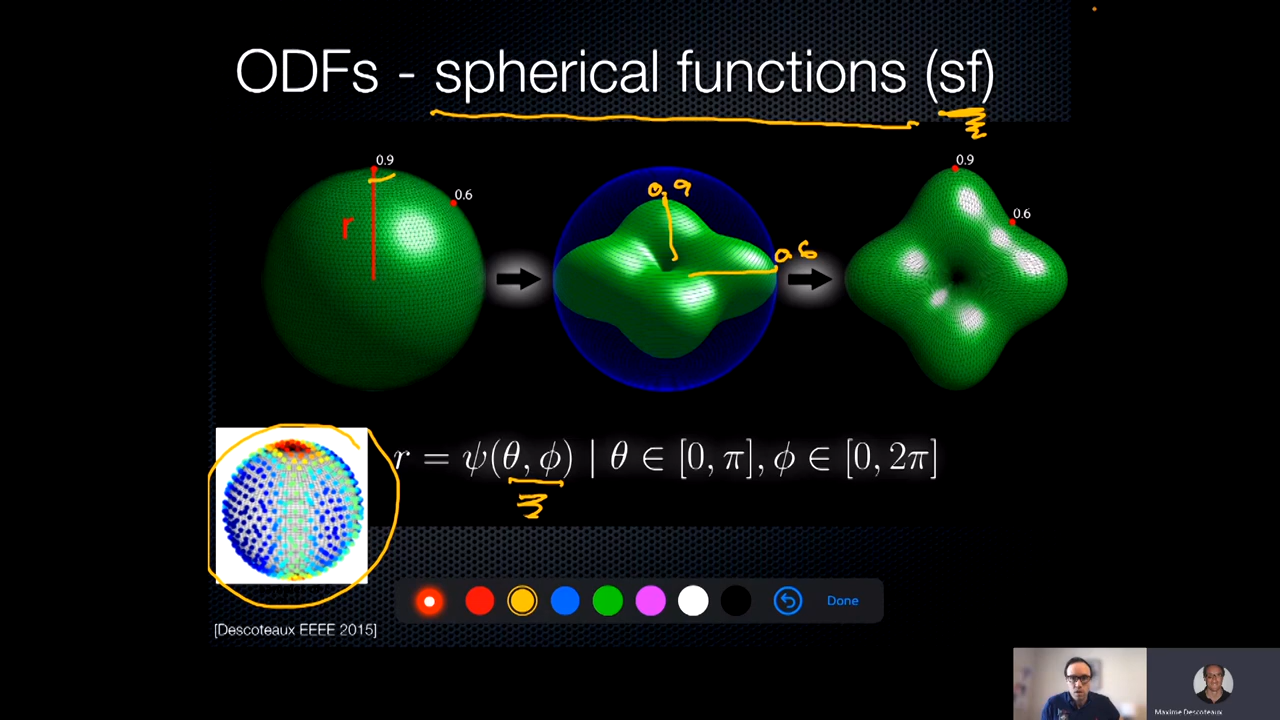 ODFs - spherical functions (sf)
0.9
0.6
r
0.9
0.6
0.9
0.6
r = ψ(θ, ϕ) | θ ∈ [0, π], ϕ ∈ [0, 2π]
Done
[Descoteaux EEEE 2015]
Maxime Descoteaux